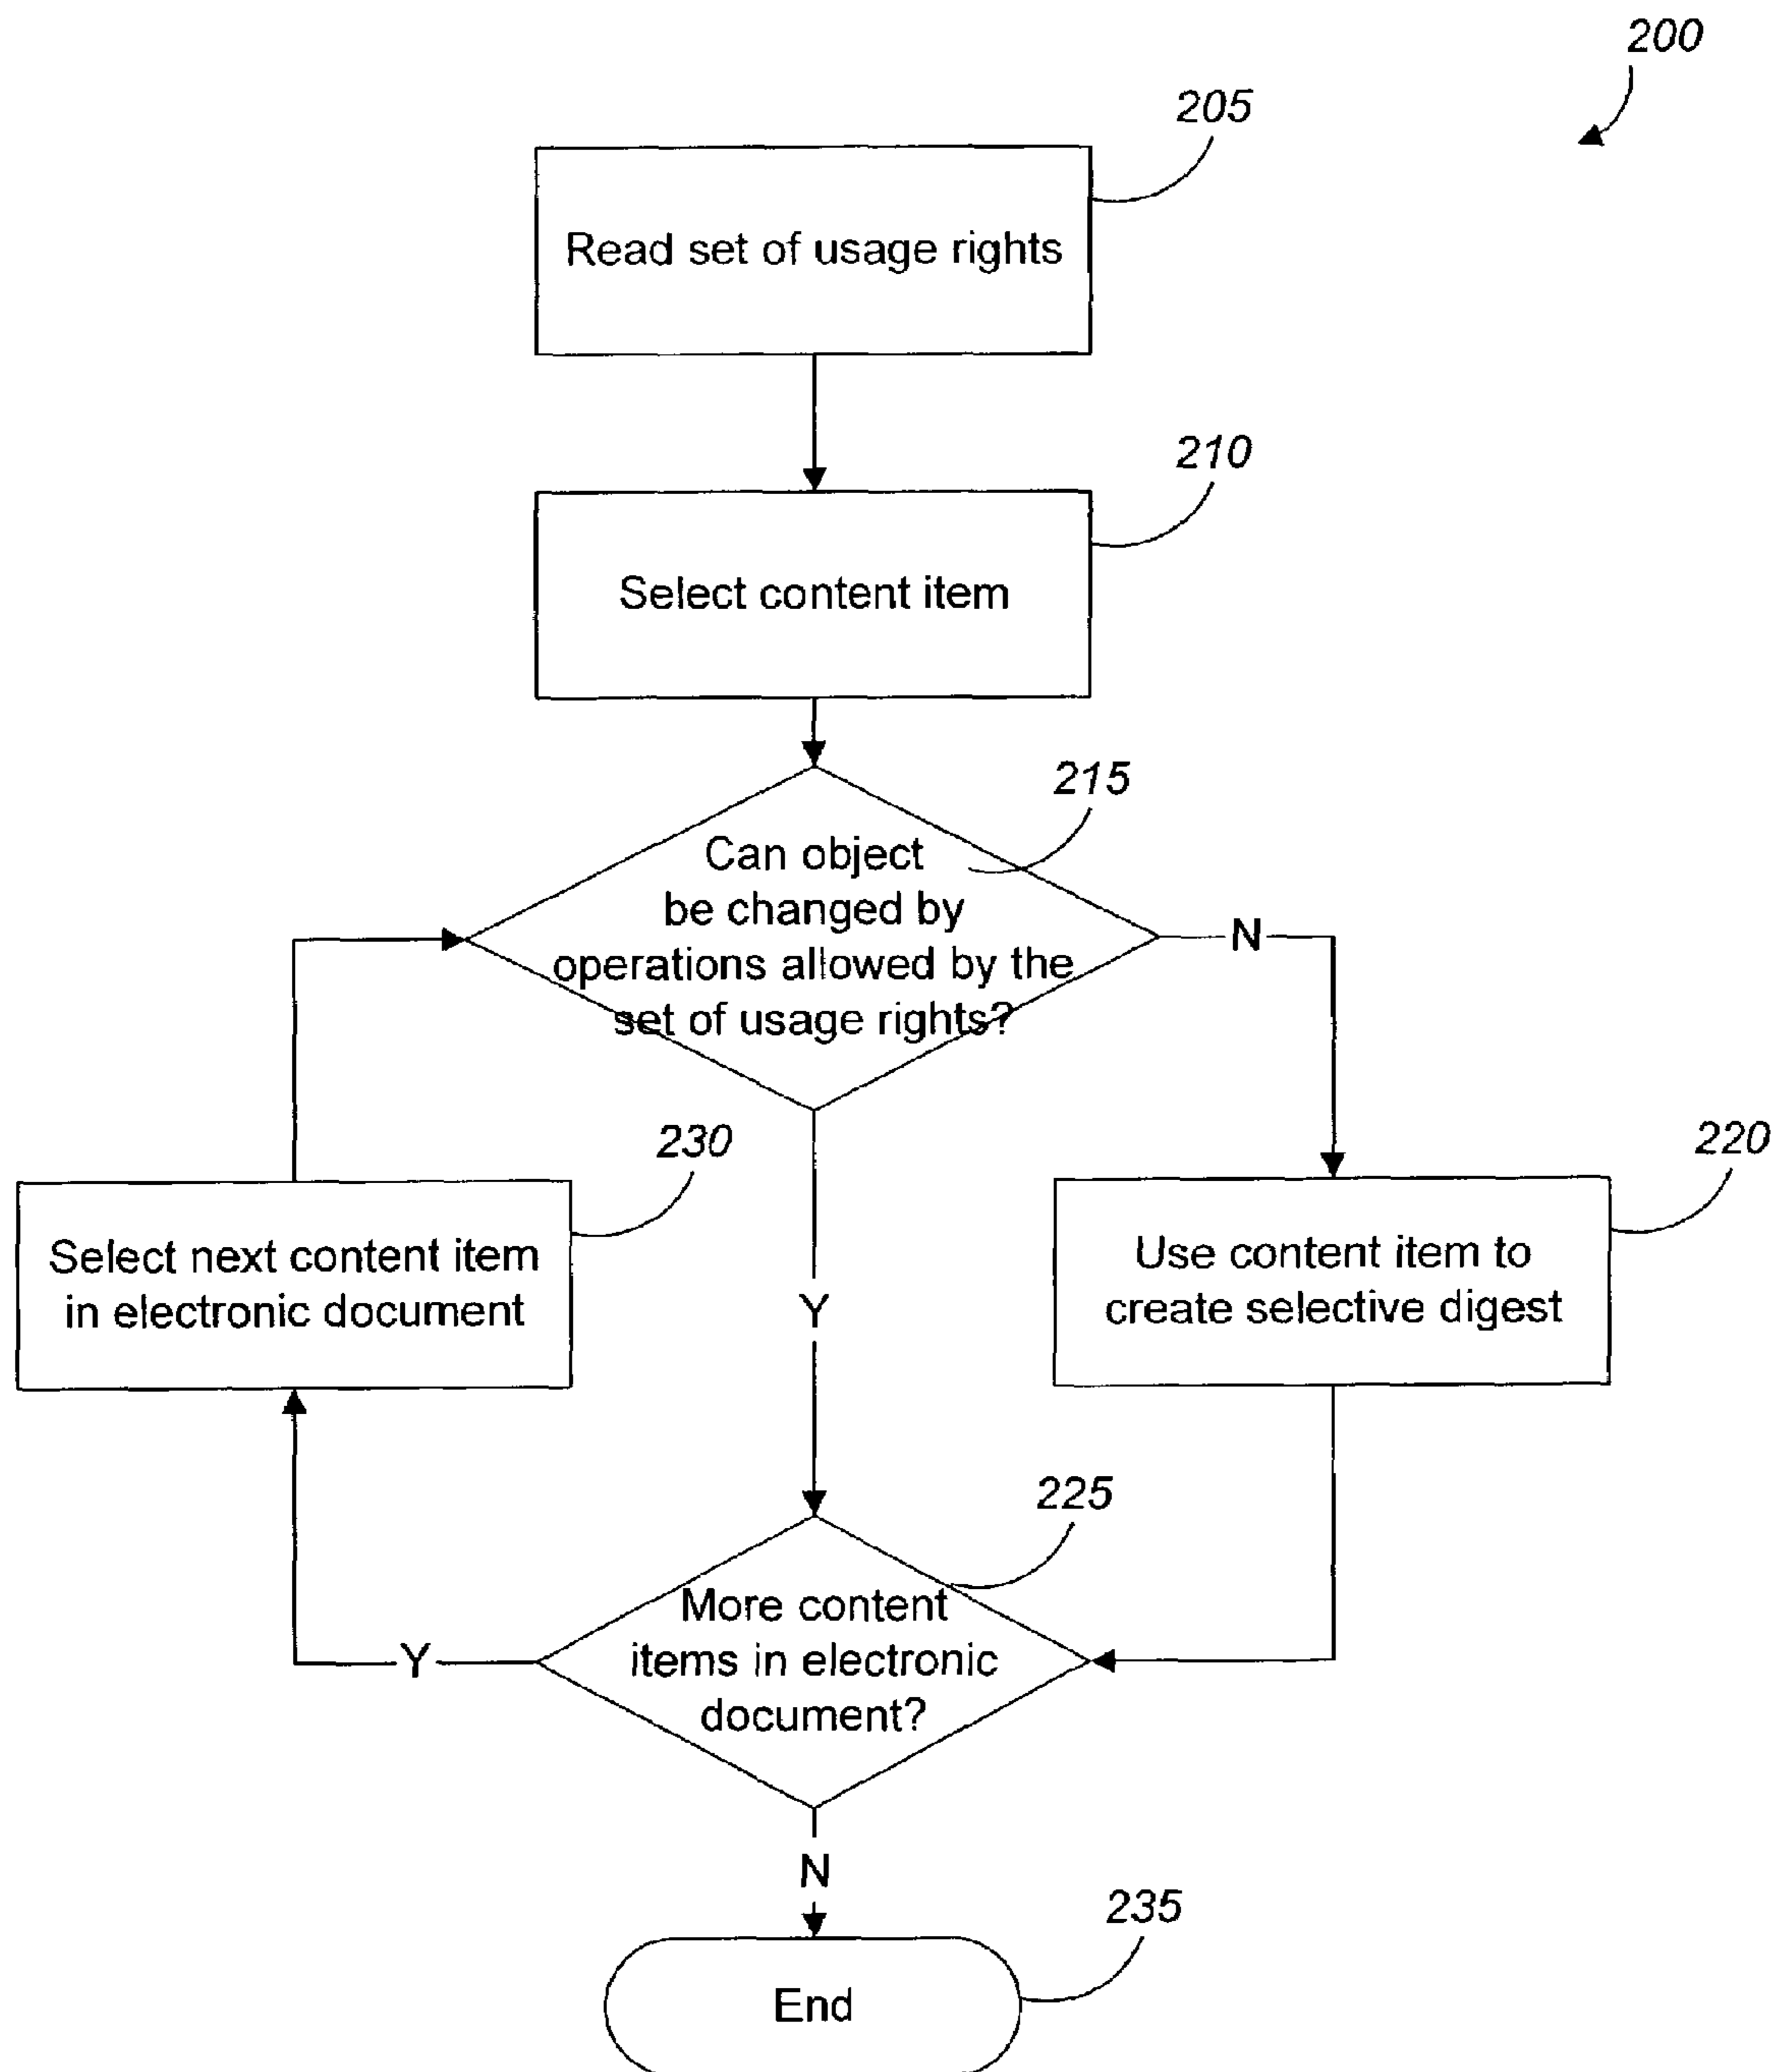 200
205
Read set of usage rights
210
Select content item
215
Can object
be changed by
operations allowed by the
set of usage rights?
N
230
220
Select next content item
in electronic document
Use content item to
create selective digest
Y
225
More content
items in electronic
document?
Y
N
235
End